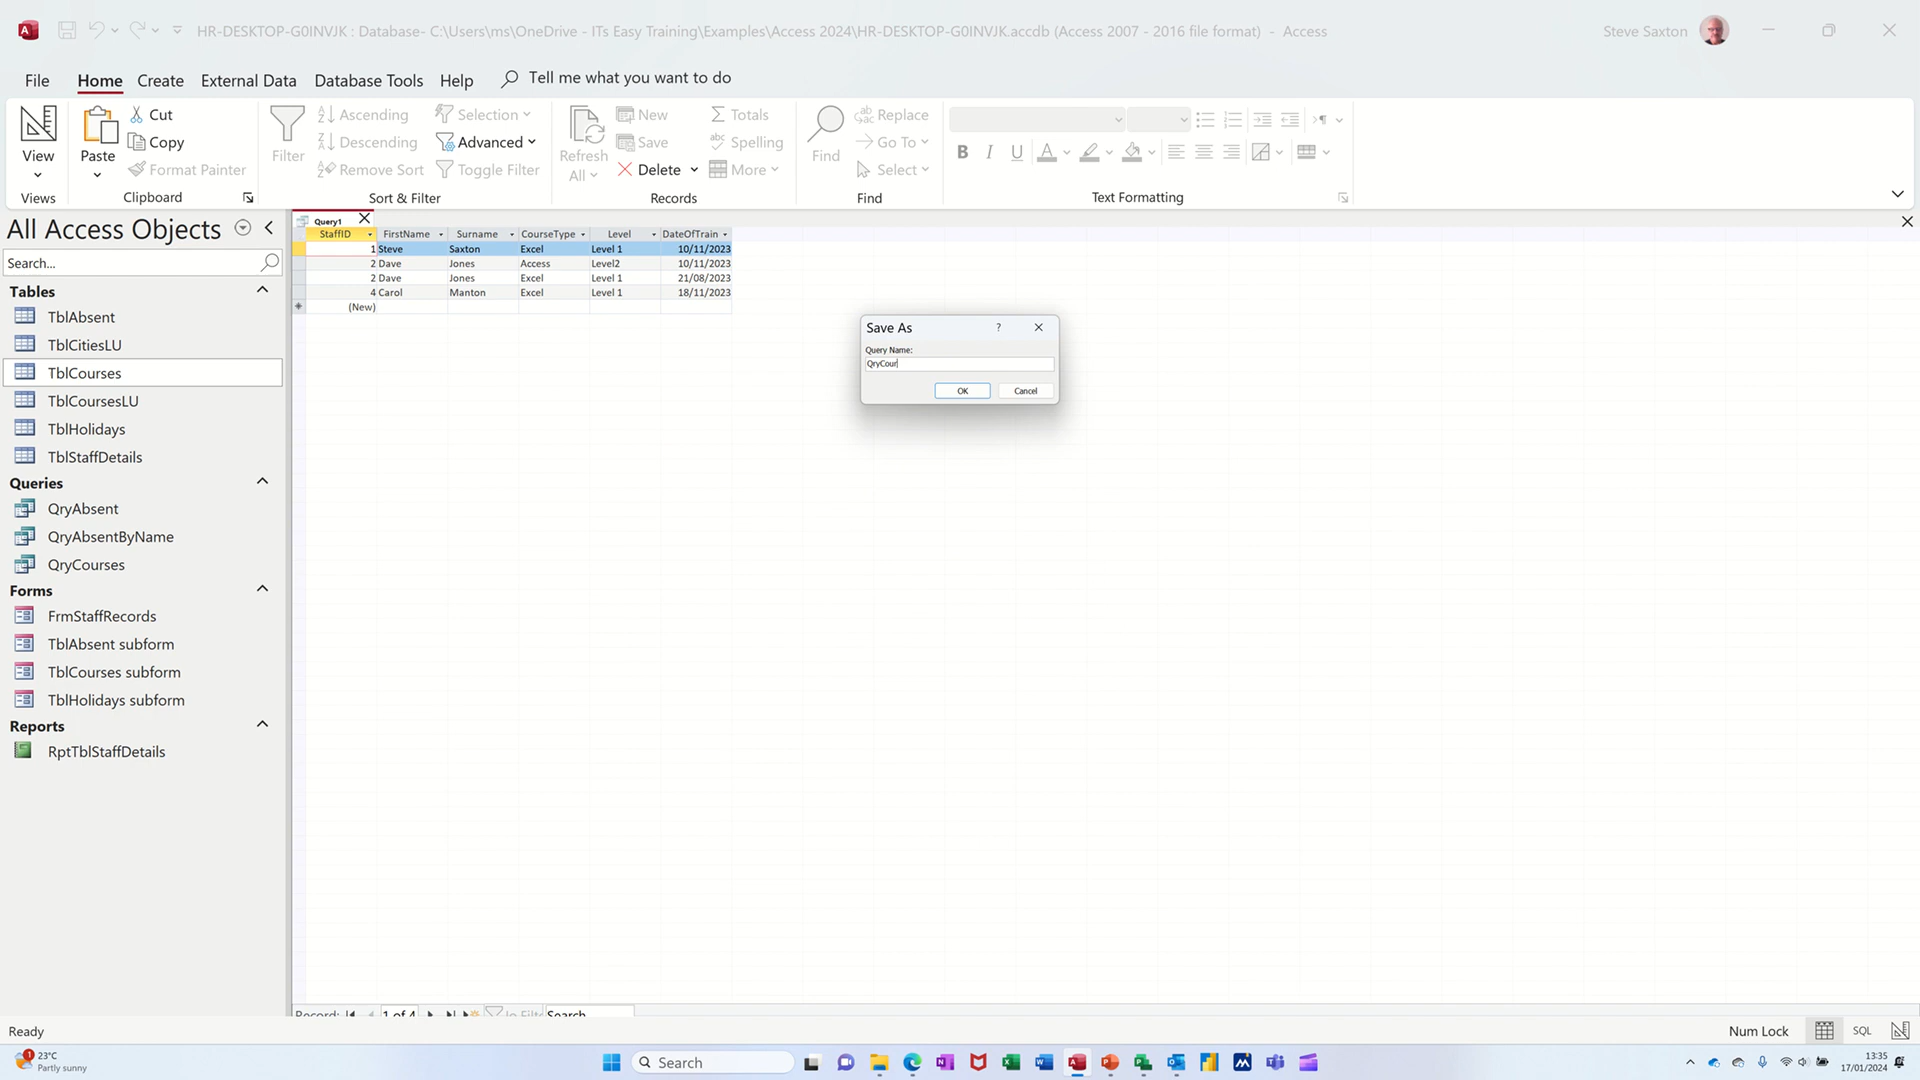 HR-DESKTOP-G0INVJK : Database- C:\Users\ms\OneDrive - ITs Easy Training\Examples\Access 2024\HR-DESKTOP-G0INVJK.accdb (Access 2007 - 2016 file format) - Access
Steve Saxton
File Home Create External Data Database Tools Help Tell me what you want to do
View
Views
Paste
Cut
Copy
Format Painter
Clipboard
Filter
Ascending
Descending
Remove Sort
Selection
Advanced
Toggle Filter
Sort & Filter
Refresh
All
New
Save
Delete
Totals
Spelling
More
Records
Find
Replace
Go To
Select
Find
B I U A
Text Formatting
All Access Objects
Search...
Tables
TblAbsent
TblCitiesLU
TblCourses
TblCoursesLU
TblHolidays
TblStaffDetails
Queries
QryAbsent
QryAbsentByName
QryCourses
Forms
FrmStaffRecords
TblAbsent subform
TblCourses subform
TblHolidays subform
Reports
RptTblStaffDetails
Query1
StaffID FirstName Surname CourseType Level DateOfTrain
1 Steve Saxton Excel Level 1 10/11/2023
2 Dave Jones Access Level2 10/11/2023
2 Dave Jones Excel Level 1 21/08/2023
4 Carol Manton Excel Level 1 18/11/2023
(New)
Save As ?
Query Name:
QryCour
OK Cancel
Record: 1 of 4 Search
Ready
Num Lock SQL
23°C
Partly sunny
Search
13:35
17/01/2024